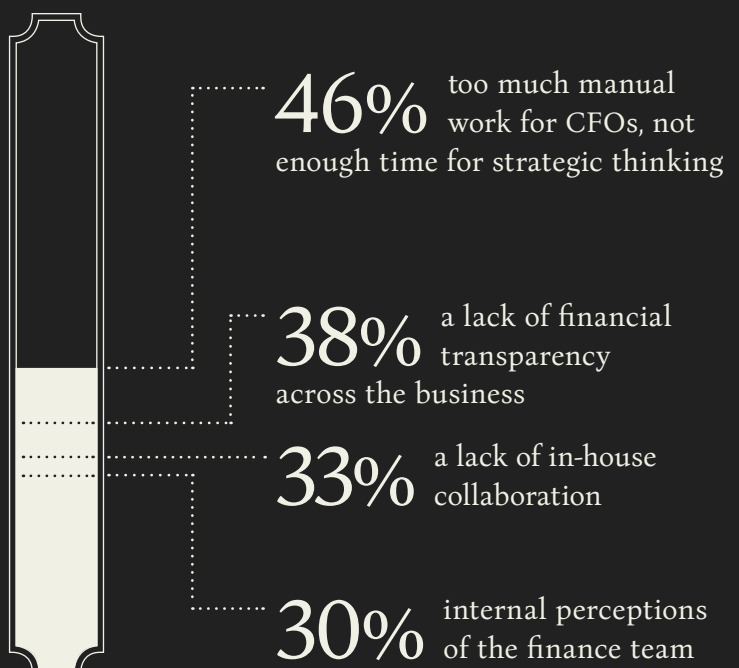 46% too much manual
work for CFOs, not
enough time for strategic thinking
38% a lack of financial
transparency
across the business
33% a lack of in-house
collaboration
30% internal perceptions
of the finance team